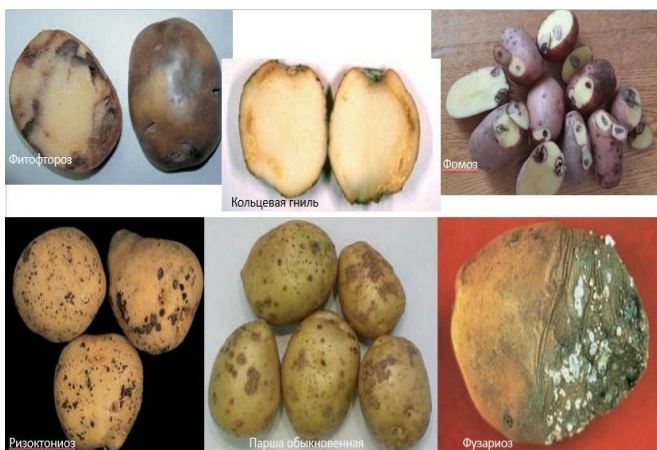 Фитофтороз
Кольцевая гниль
Фомоз
Ризоктониоз
Парша обыкновенная
Фузариоз